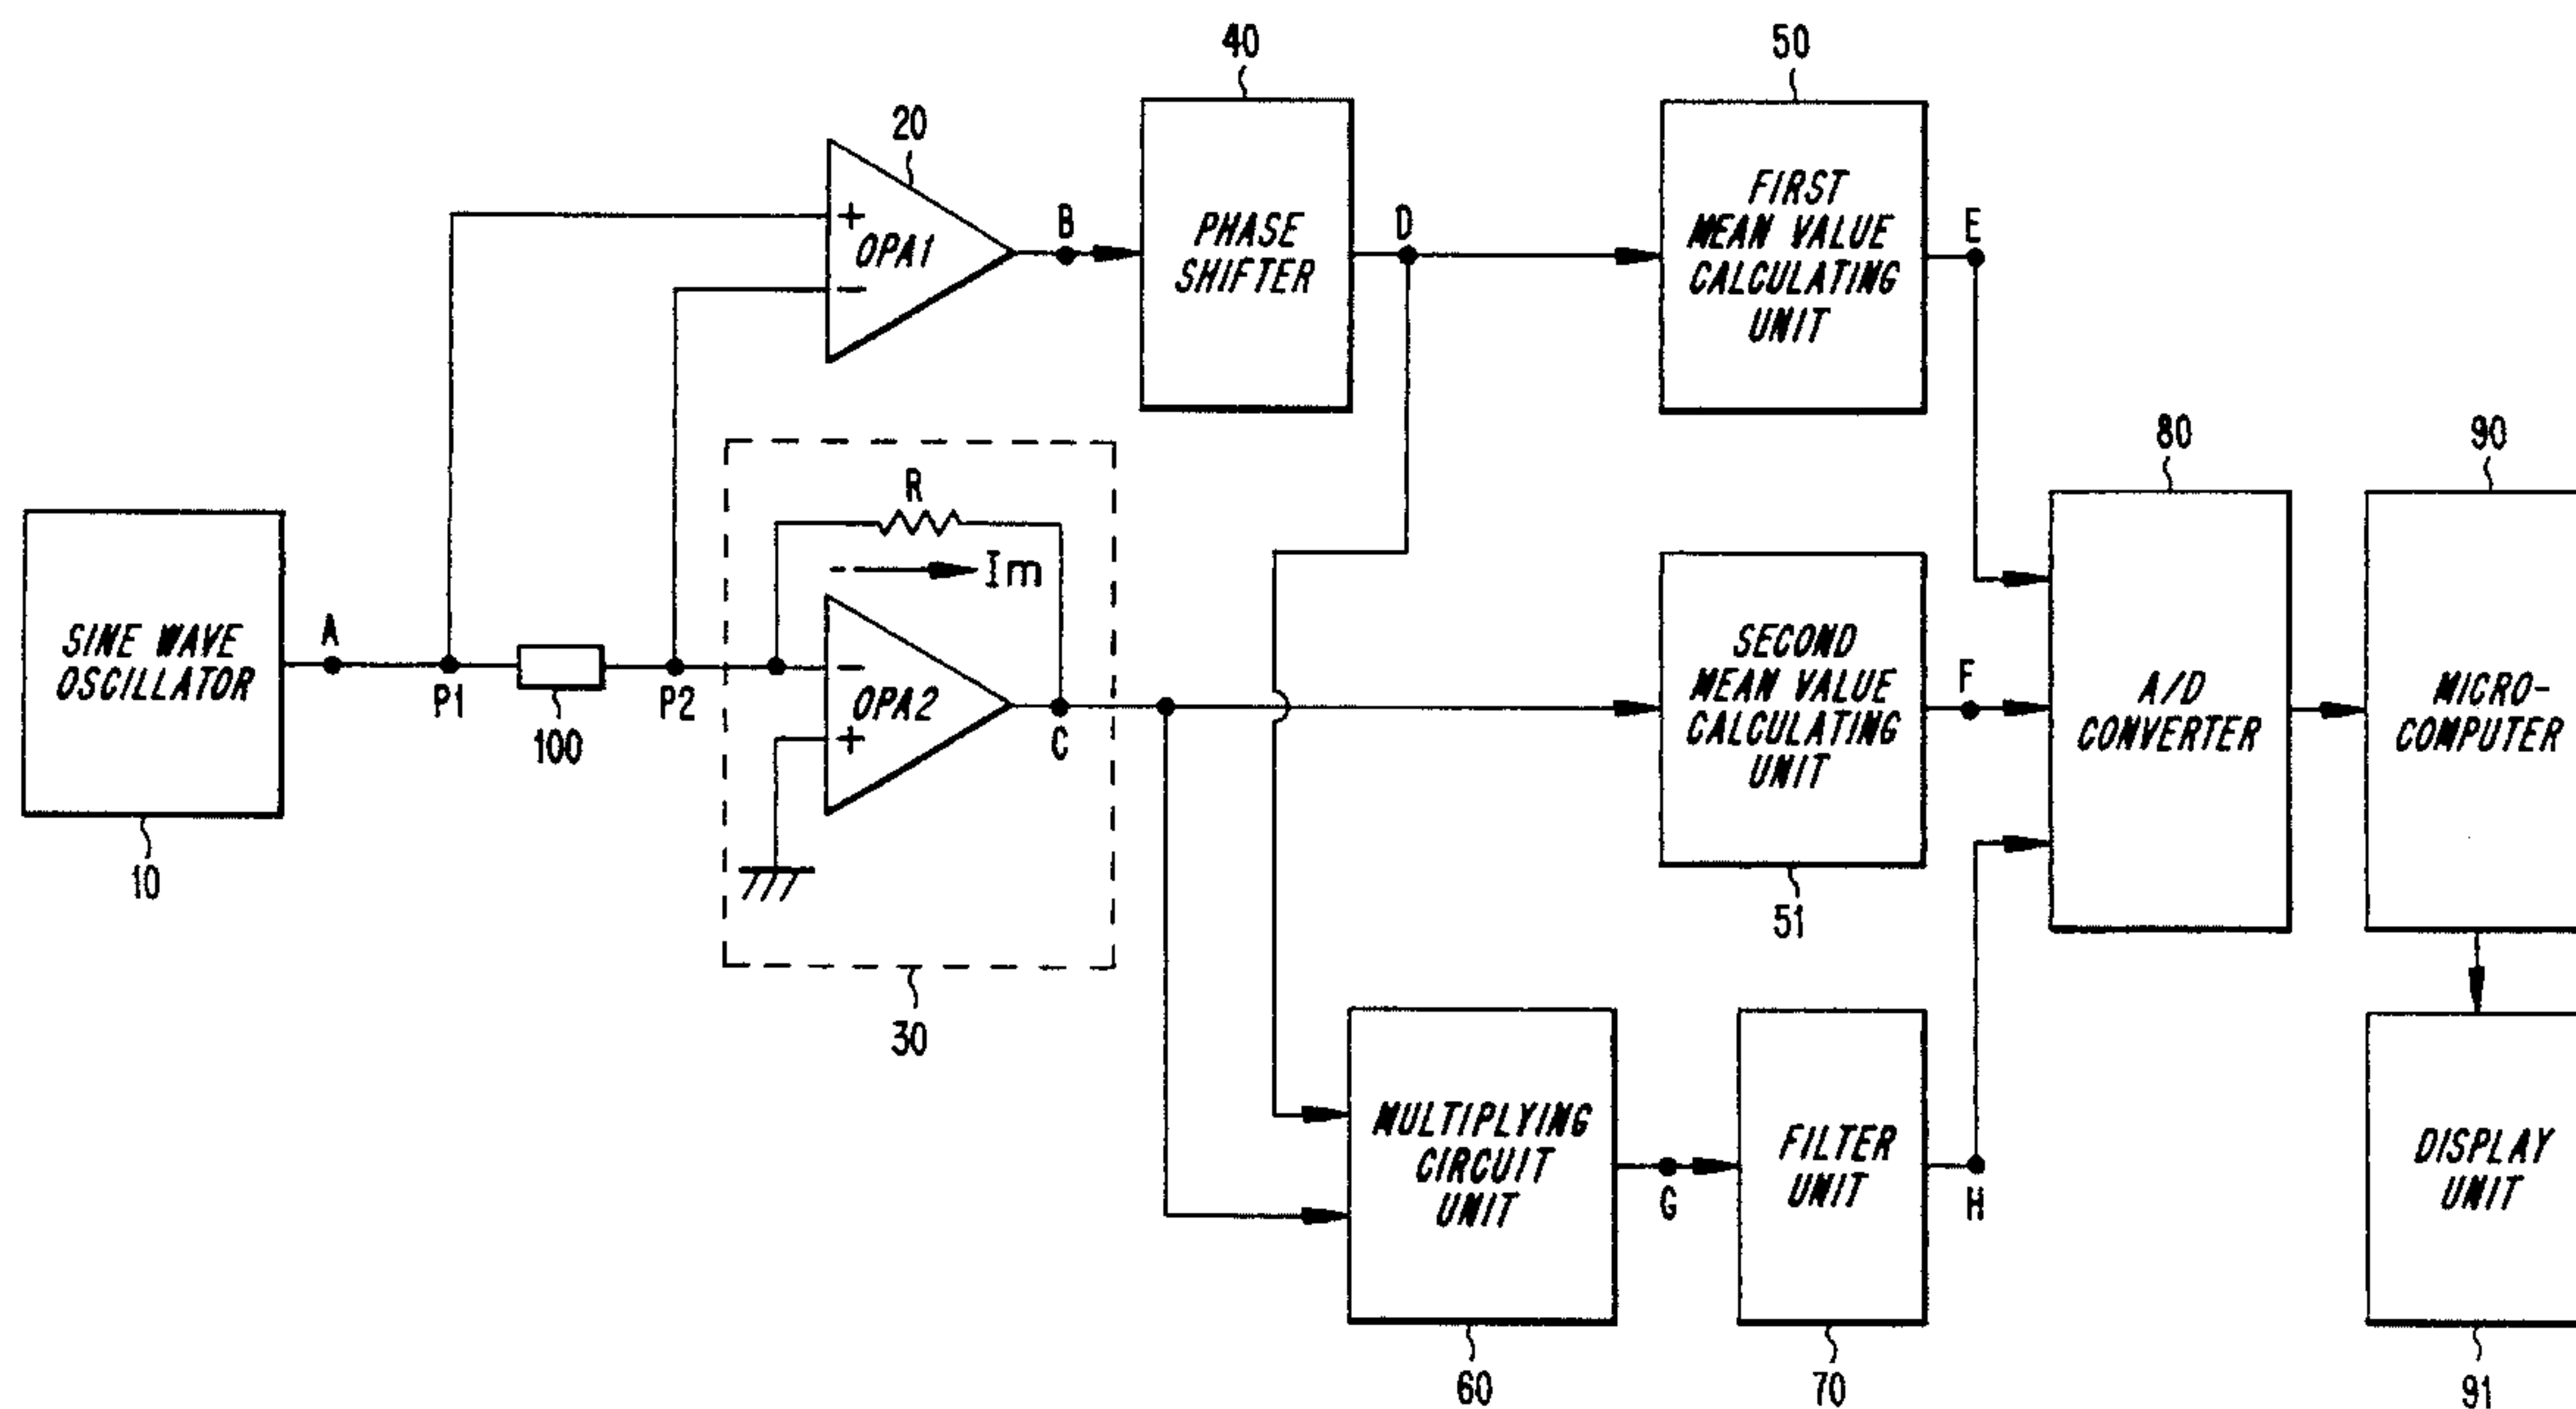 40
50
20
+
OPA1
−
B
PHASE
SHIFTER
D
FIRST
MEAN VALUE
CALCULATING
UNIT
E
80
90
R
Im
SINE WAVE
OSCILLATOR
10
A
P1
100
P2
−
OPA2
+
C
30
SECOND
MEAN VALUE
CALCULATING
UNIT
51
F
A/D
CONVERTER
MICRO-
COMPUTER
MULTIPLYING
CIRCUIT
UNIT
60
G
FILTER
UNIT
70
H
DISPLAY
UNIT
91